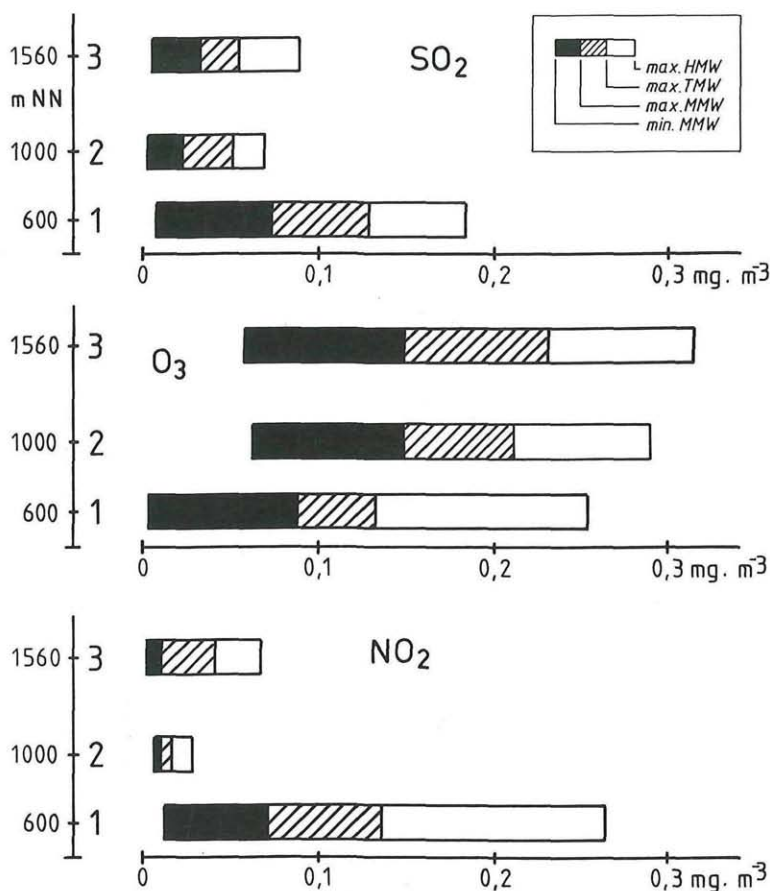 SO2
1560 3
m NN
1000 2
600 1
0 0,1 0,2 0,3 mg. m-3
max.HMW
max.TMW
max.MMW
min. MMW
O3
1560 3
1000 2
600 1
0 0,1 0,2 0,3 mg. m-3
NO2
1560 3
1000 2
600 1
0 0,1 0,2 0,3 mg. m-3